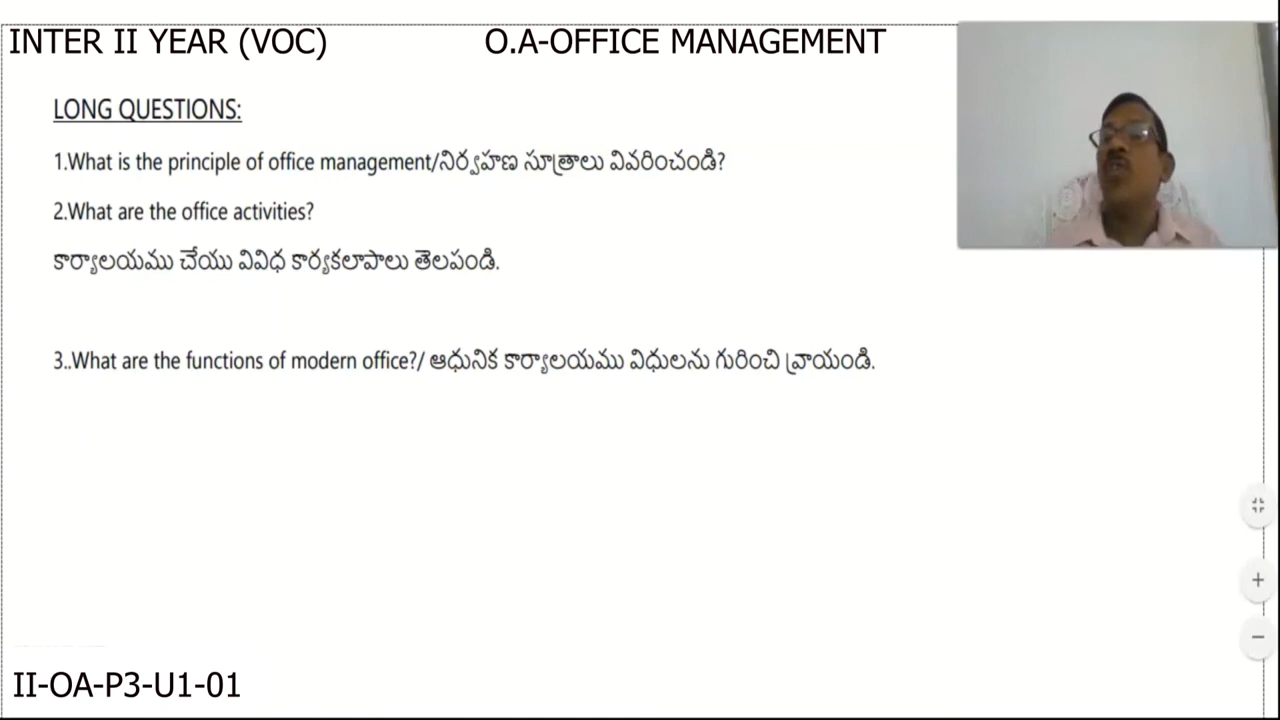 INTER II YEAR (VOC) O.A-OFFICE MANAGEMENT
LONG QUESTIONS:
1.What is the principle of office management/నిర్వహణ సూత్రాలు వివరించండి?
2.What are the office activities?
కార్యాలయము చేయు వివిధ కార్యకలాపాలు తెలపండి.
3..What are the functions of modern office?/ ఆధునిక కార్యాలయము విధులను గురించి వ్రాయండి.
II-OA-P3-U1-01